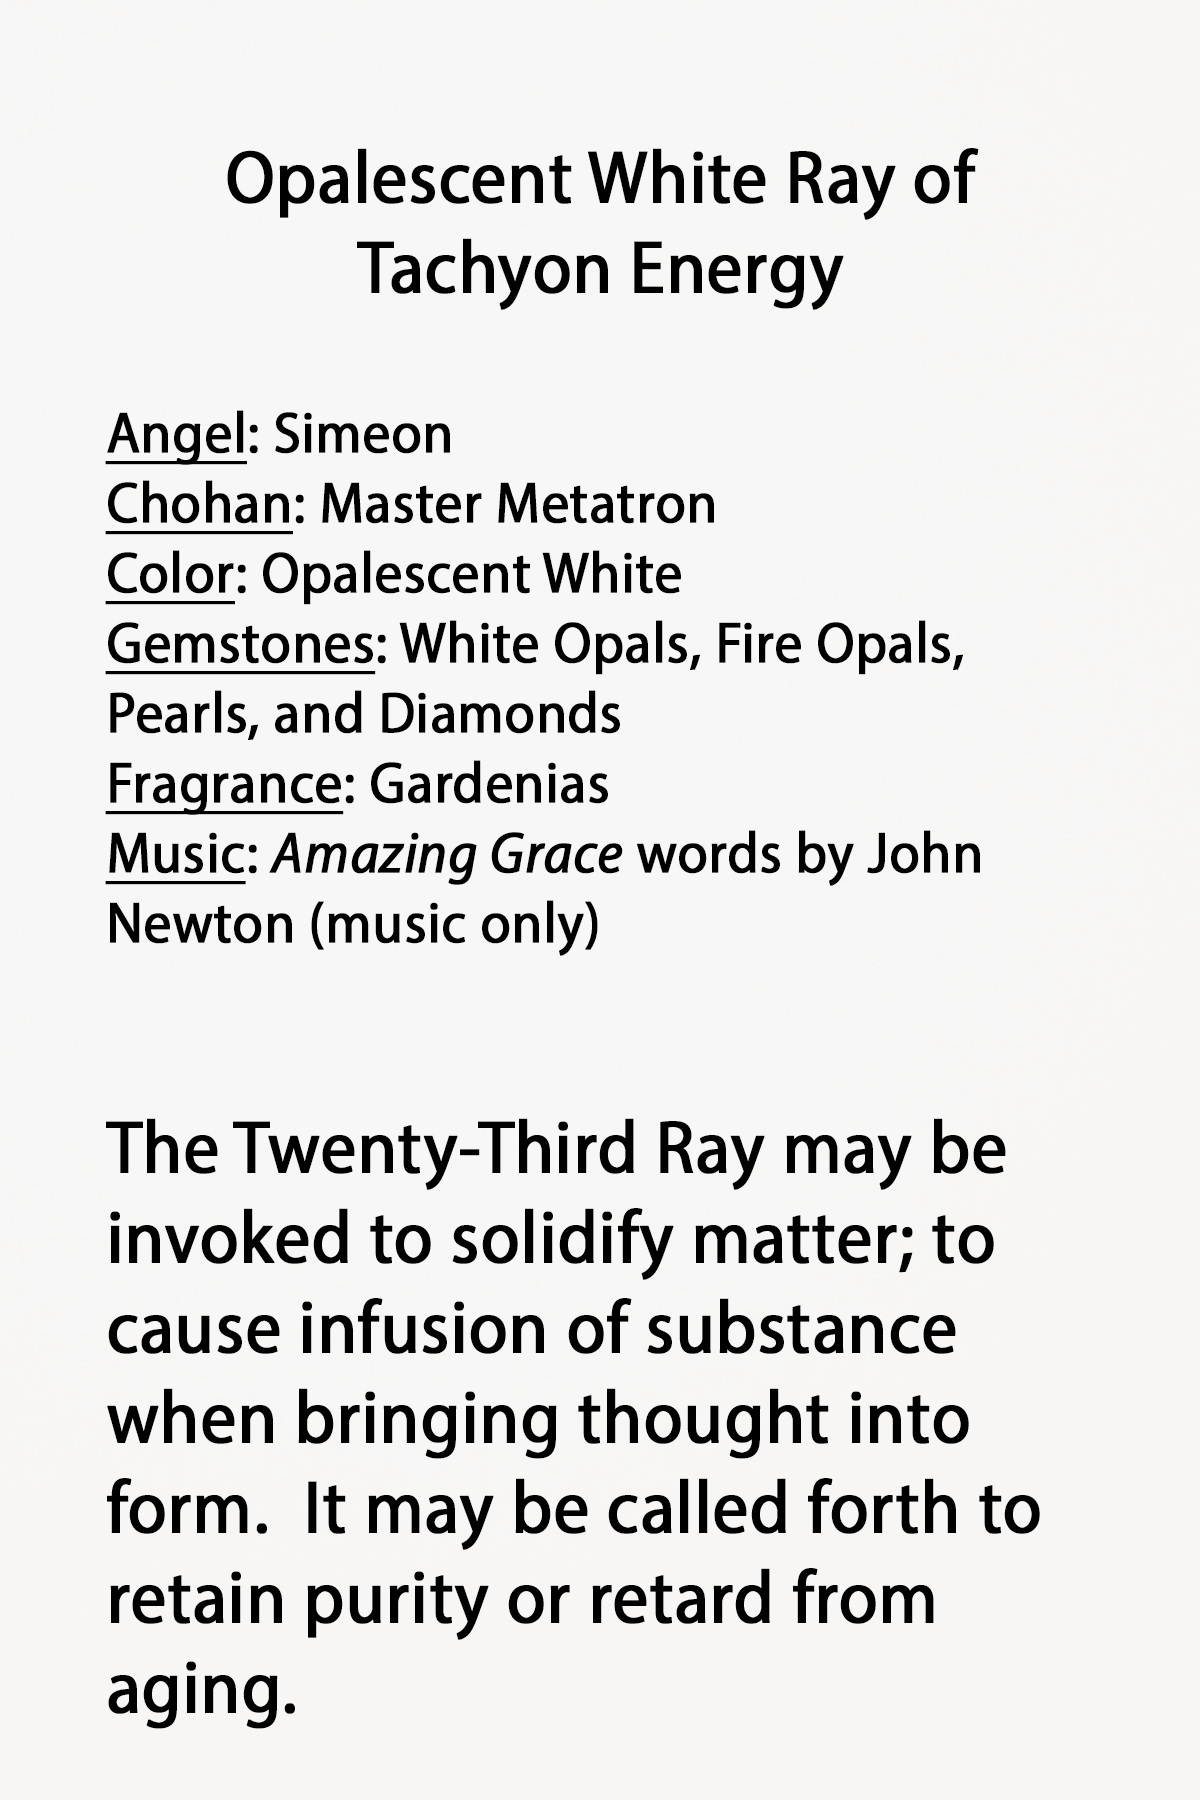 Opalescent White Ray of
Tachyon Energy
Angel: Simeon
Chohan: Master Metatron
Color: Opalescent White
Gemstones: White Opals, Fire Opals,
Pearls, and Diamonds
Fragrance: Gardenias
Music: Amazing Grace words by John
Newton (music only)
The Twenty-Third Ray may be
invoked to solidify matter; to
cause infusion of substance
when bringing thought into
form.  It may be called forth to
retain purity or retard from
aging.